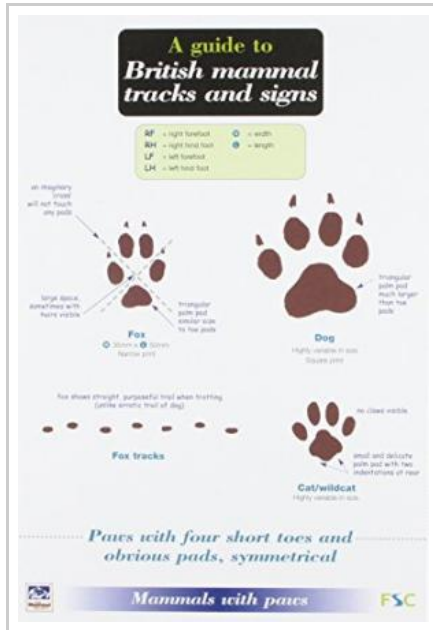 A guide to
British mammal
tracks and signs
RF = right forefoot
RH = right hind foot
LF = left forefoot
LH = left hind foot
= width
= length
an imaginary
'cross'
will not touch
any pads
large space,
sometimes with
hairs visible
triangular
palm pad
similar size
to toe pads
Fox
35mm x 50mm
Narrow print
triangular
palm pad
much larger
than toe
pads
Dog
Highly variable in size
Square print
fox shows straight, purposeful trail when trotting
(unlike erratic trail of dog)
Fox tracks
no claws visible
small and delicate
palm pad with two
indentations at rear
Cat/wildcat
Highly variable in size
Paws with four short toes and
obvious pads, symmetrical
Mammals with paws
FSC